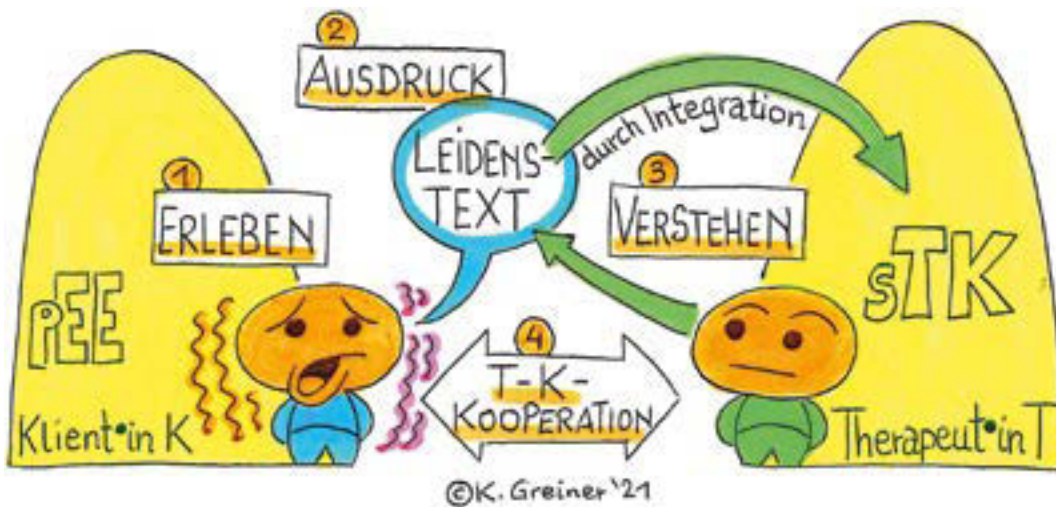 2
AUSDRUCK
LEIDENS-
TEXT
durch Integration
1
ERLEBEN
3
VERSTEHEN
pEE
sTK
4
T-K-
KOOPERATION
Klient•in K
Therapeut•in T
©K. Greiner '21